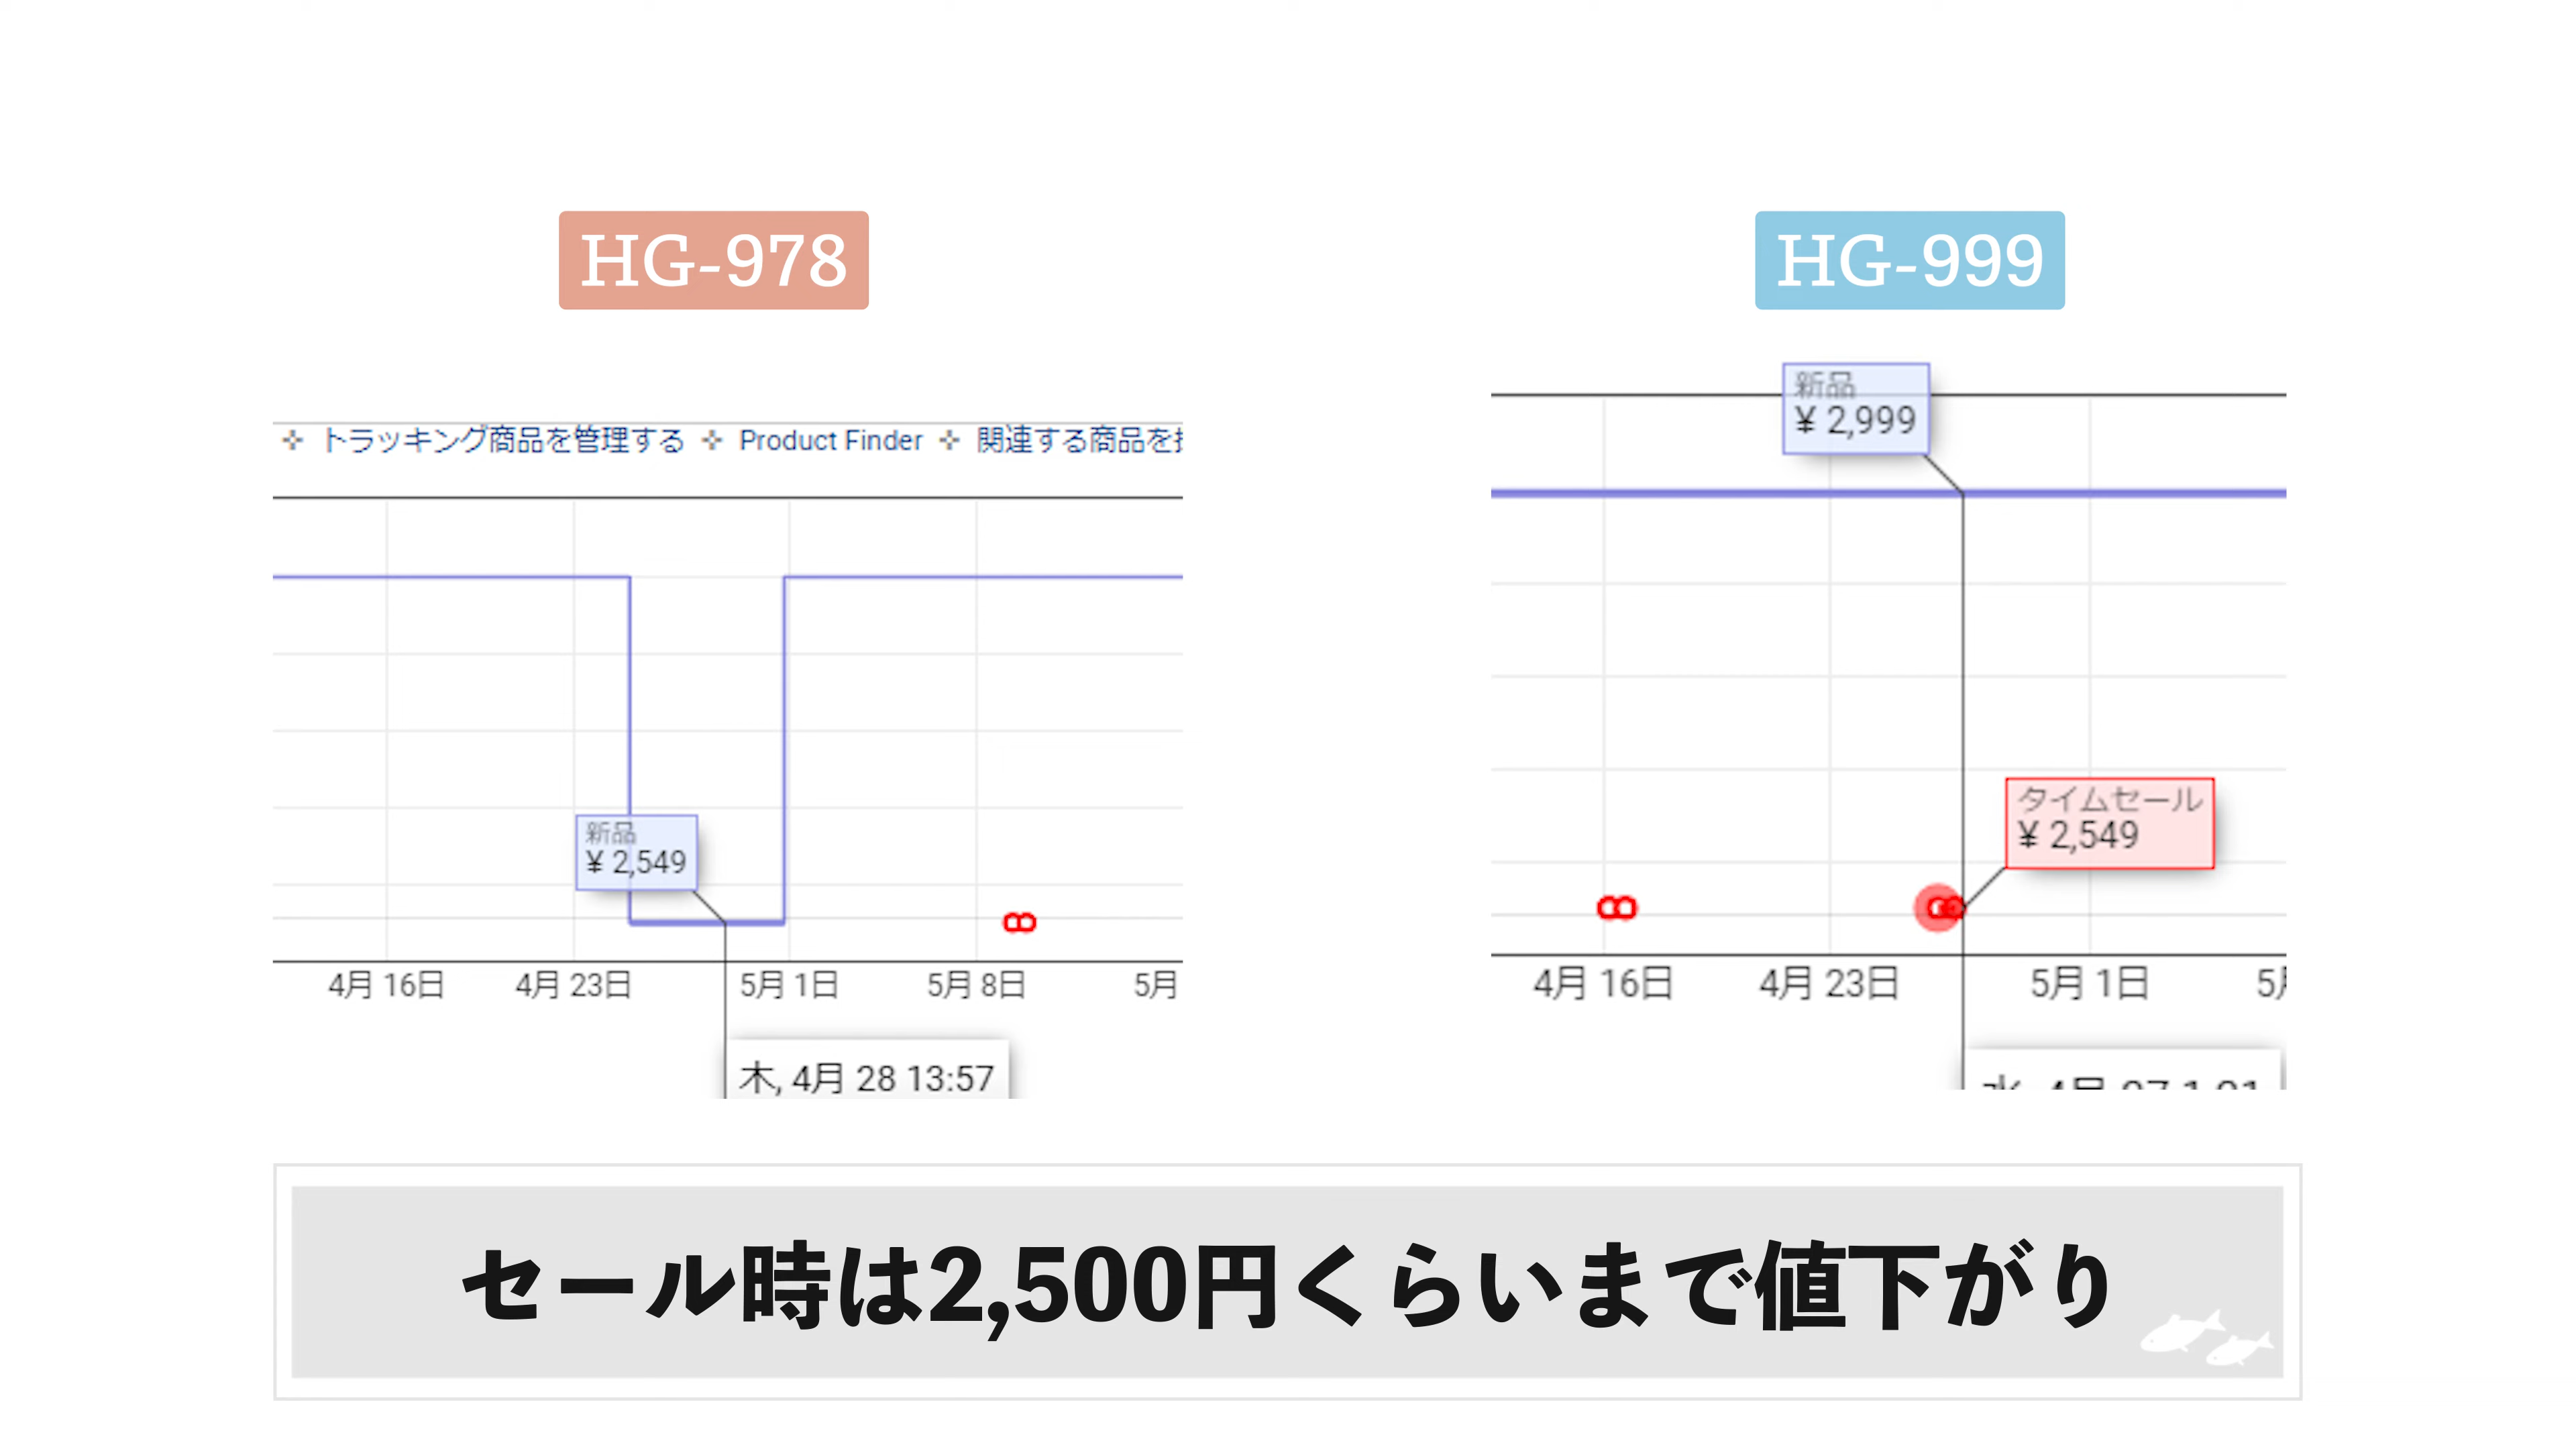 HG-978
HG-999
トラッキング商品を管理する Product Finder 関連する商品を
新品
¥ 2,549
4月 16日 4月 23日 5月 1日 5月 8日 5月
木, 4月 28 13:57
新品
¥ 2,999
タイムセール
¥ 2,549
4月 16日 4月 23日 5月 1日 5月
セール時は2,500円くらいまで値下がり